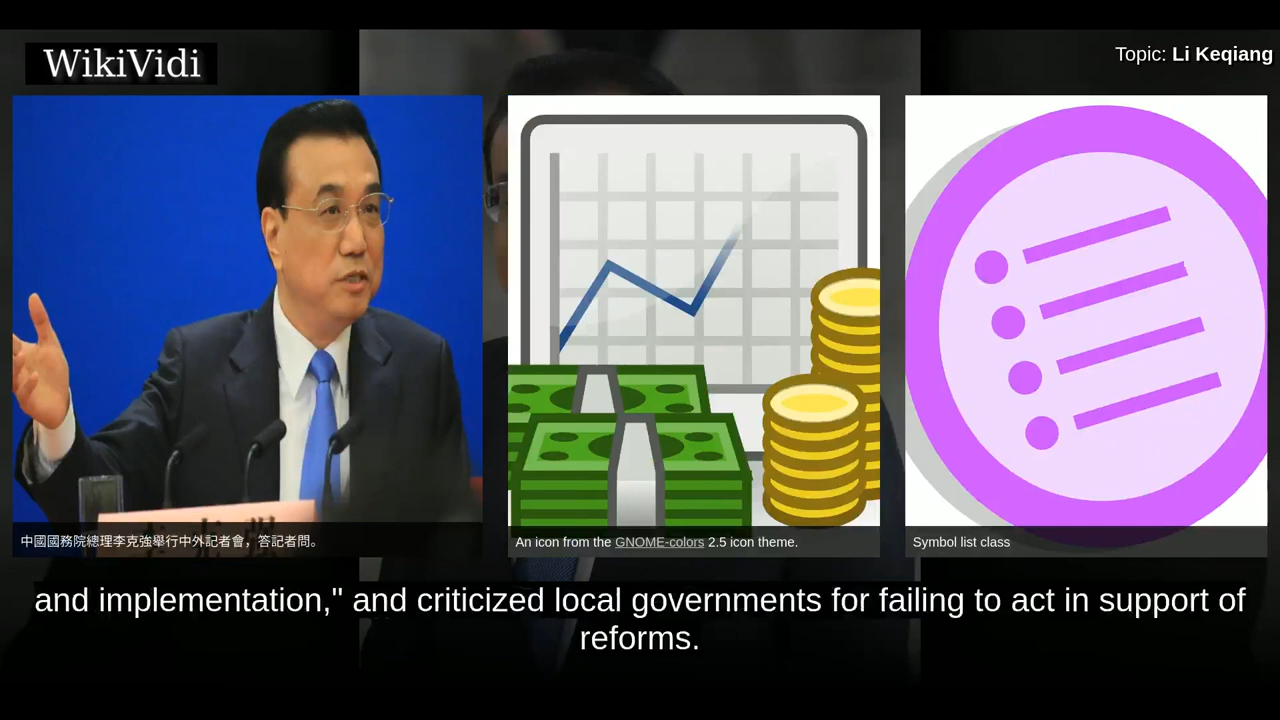 WikiVidi
Topic: Li Keqiang
中國國務院總理李克強舉行中外記者會，答記者問。
An icon from the GNOME-colors 2.5 icon theme.
Symbol list class
and implementation," and criticized local governments for failing to act in support of
reforms.